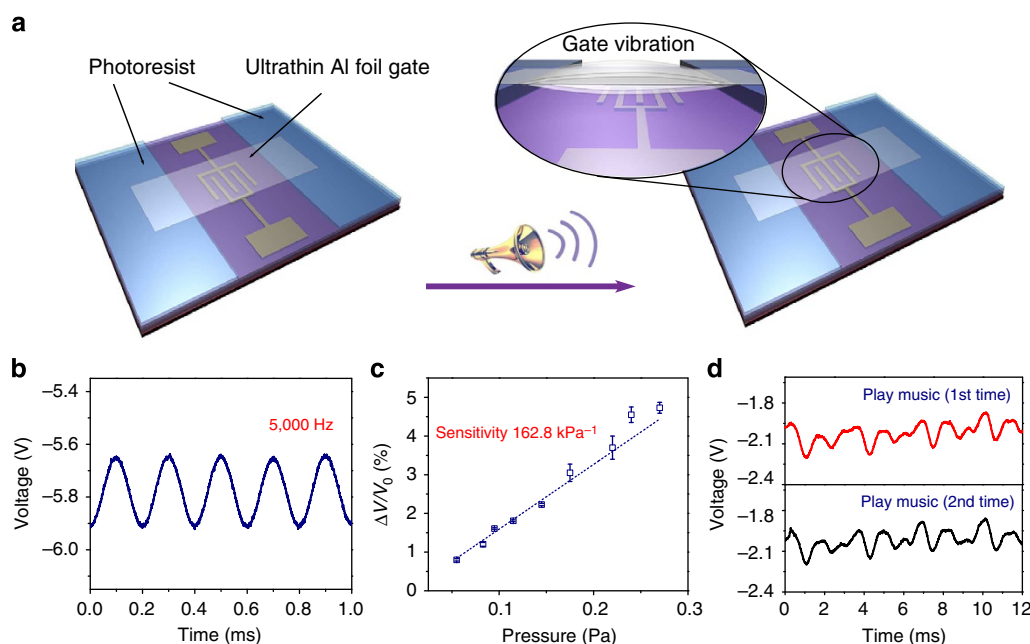 a
Photoresist
Ultrathin Al foil gate
Gate vibration
b
−5.4
−5.6
−5.8
−6.0
Voltage (V)
5,000 Hz
0.0 0.2 0.4 0.6 0.8 1.0
Time (ms)
c
5
4
3
2
1
0
ΔV/V0 (%)
Sensitivity 162.8 kPa−1
0.1 0.2 0.3
Pressure (Pa)
d
−1.8
−2.1
−2.4
Play music (1st time)
−1.8
−2.1
−2.4
Play music (2nd time)
Voltage (V)
0 2 4 6 8 10 12
Time (ms)